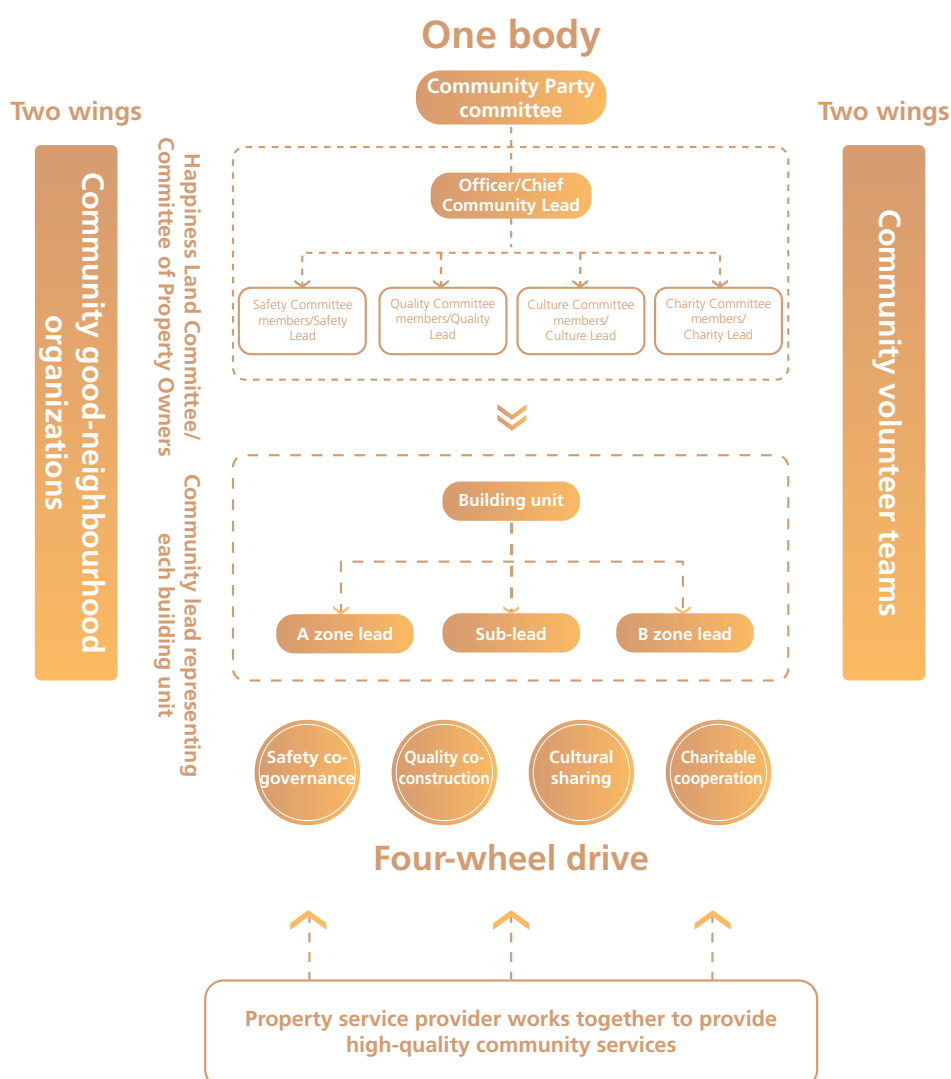 One body
Community Party
committee
Two wings
Two wings
Community good-neighbourhood
organizations
Happiness Land Committee/
Committee of Property Owners
Officer/Chief
Community Lead
Safety Committee
members/Safety
Lead
Quality Committee
members/Quality
Lead
Culture Committee
members/
Culture Lead
Charity Committee
members/
Charity Lead
Community volunteer teams
Community lead representing
each building unit
Building unit
A zone lead
Sub-lead
B zone lead
Safety co-
governance
Quality co-
construction
Cultural
sharing
Charitable
cooperation
Four-wheel drive
Property service provider works together to provide
high-quality community services